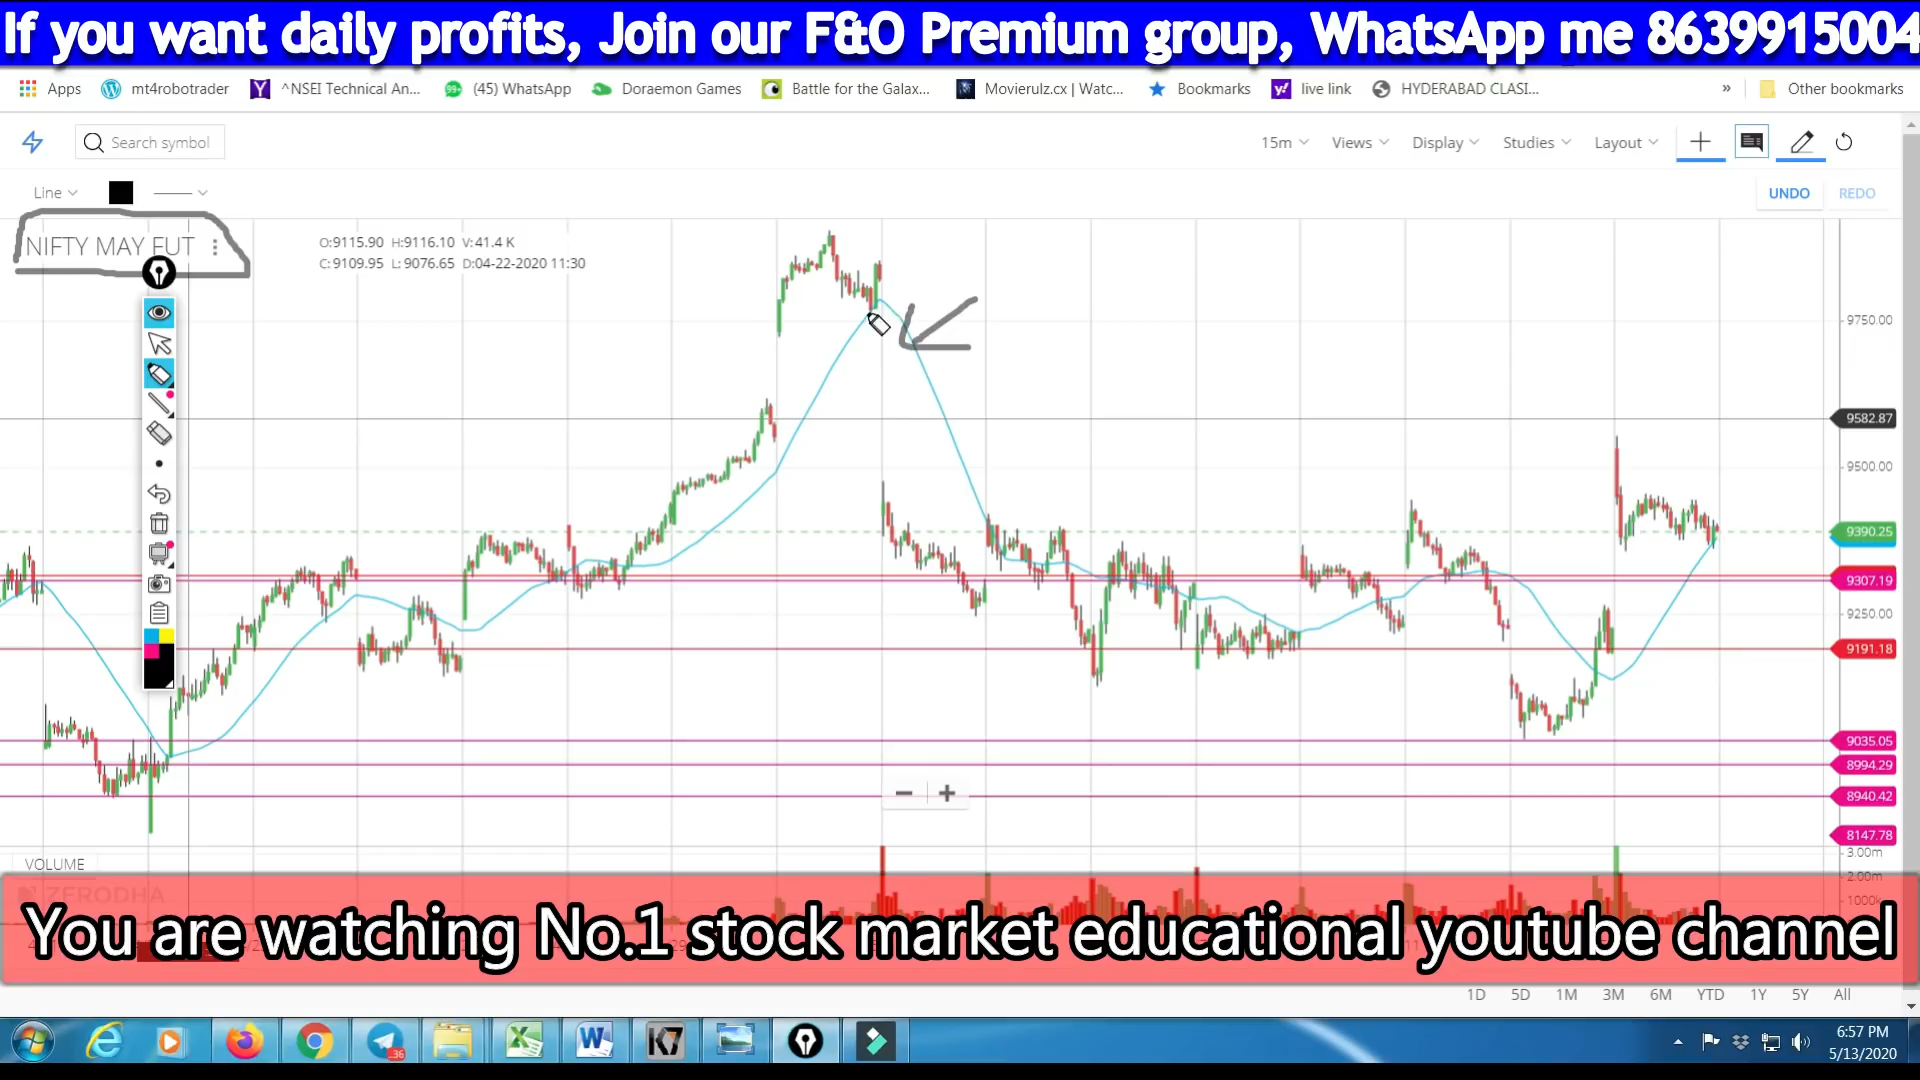 If you want daily profits, Join our F&O Premium group, WhatsApp me 8639915004
Apps mt4robotrader ^NSEI Technical An... (45) WhatsApp Doraemon Games Battle for the Galax... Movierulz.cx | Watc... Bookmarks live link HYDERABAD CLASI... » Other bookmarks
Search symbol 15m Views Display Studies Layout
Line UNDO REDO
NIFTY MAY FUT
O:9115.90 H:9116.10 V:41.4 K
C:9109.95 L: 9076.65 D:04-22-2020 11:30
9750.00
9582.87
9500.00
9390.25
9307.19
9250.00
9191.18
9035.05
8994.29
8940.42
8147.78
VOLUME
3.00m
2.00m
ZERODHA
1000k
You are watching No.1 stock market educational youtube channel
1D 5D 1M 3M 6M YTD 1Y 5Y All
36
6:57 PM
5/13/2020